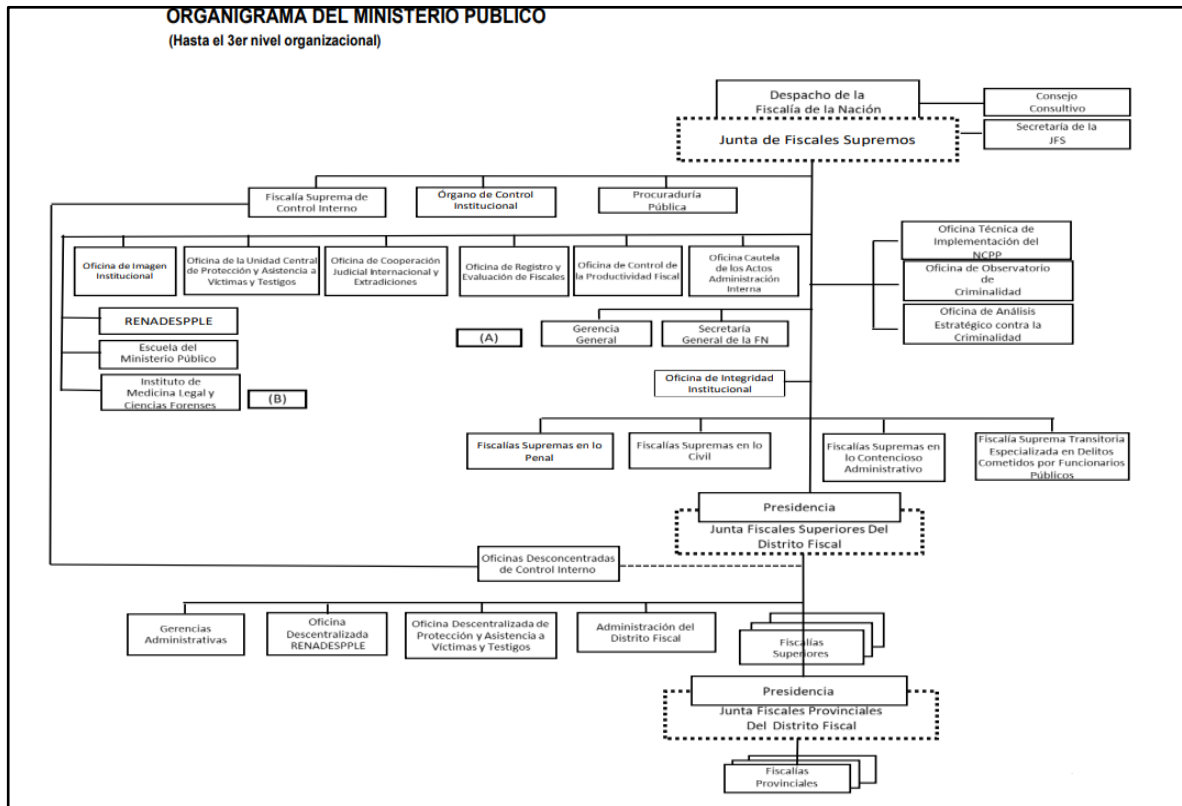 ORGANIGRAMA DEL MINISTERIO PÚBLICO
(Hasta el 3er nivel organizacional)
Despacho de la
Fiscalía de la Nación
Consejo
Consultivo
Junta de Fiscales Supremos
Secretaría de la
JFS
Fiscalía Suprema de
Control Interno
Órgano de Control
Institucional
Procuraduría
Pública
Oficina de Imagen
Institucional
Oficina de la Unidad Central
de Protección y Asistencia a
Víctimas y Testigos
Oficina de Cooperación
Judicial Internacional y
Extradiciones
Oficina de Registro y
Evaluación de Fiscales
Oficina de Control de
la Productividad Fiscal
Oficina Cautela
de los Actos
Administración
Interna
Oficina Técnica de
Implementación del
NCPP
Oficina de Observatorio
de
Criminalidad
Oficina de Análisis
Estratégico contra la
Criminalidad
RENADESPPLE
Escuela del
Ministerio Público
Instituto de
Medicina Legal y
Ciencias Forenses
(B)
(A)
Gerencia
General
Secretaría
General de la FN
Oficina de Integridad
Institucional
Fiscalías Supremas en lo
Penal
Fiscalías Supremas en lo
Civil
Fiscalías Supremas en
lo Contencioso
Administrativo
Fiscalía Suprema Transitoria
Especializada en Delitos
Cometidos por Funcionarios
Públicos
Presidencia
Junta Fiscales Superiores Del
Distrito Fiscal
Oficinas Desconcentradas
de Control Interno
Gerencias
Administrativas
Oficina
Descentralizada
RENADESPPLE
Oficina Descentralizada de
Protección y Asistencia a
Víctimas y Testigos
Administración del
Distrito Fiscal
Fiscalías
Superiores
Presidencia
Junta Fiscales Provinciales
Del Distrito Fiscal
Fiscalías
Provinciales